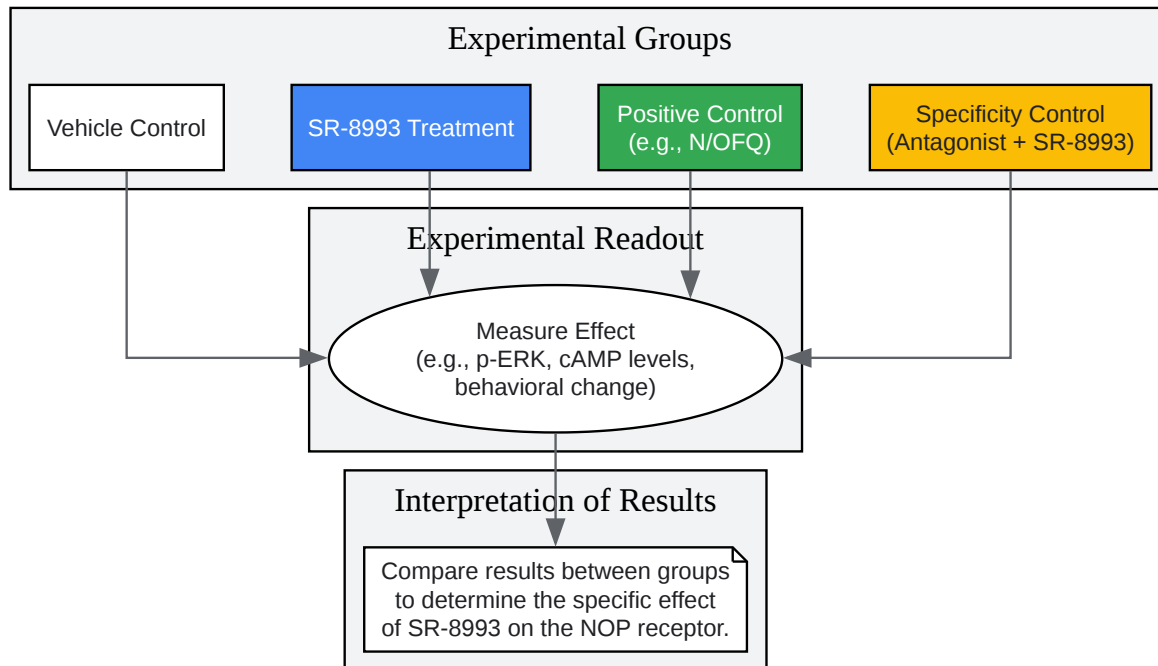 Experimental Groups
Vehicle Control
SR-8993 Treatment
Positive Control
(e.g., N/OFQ)
Specificity Control
(Antagonist + SR-8993)
Experimental Readout
Measure Effect
(e.g., p-ERK, cAMP levels,
behavioral change)
Interpretation of Results
Compare results between groups
to determine the specific effect
of SR-8993 on the NOP receptor.